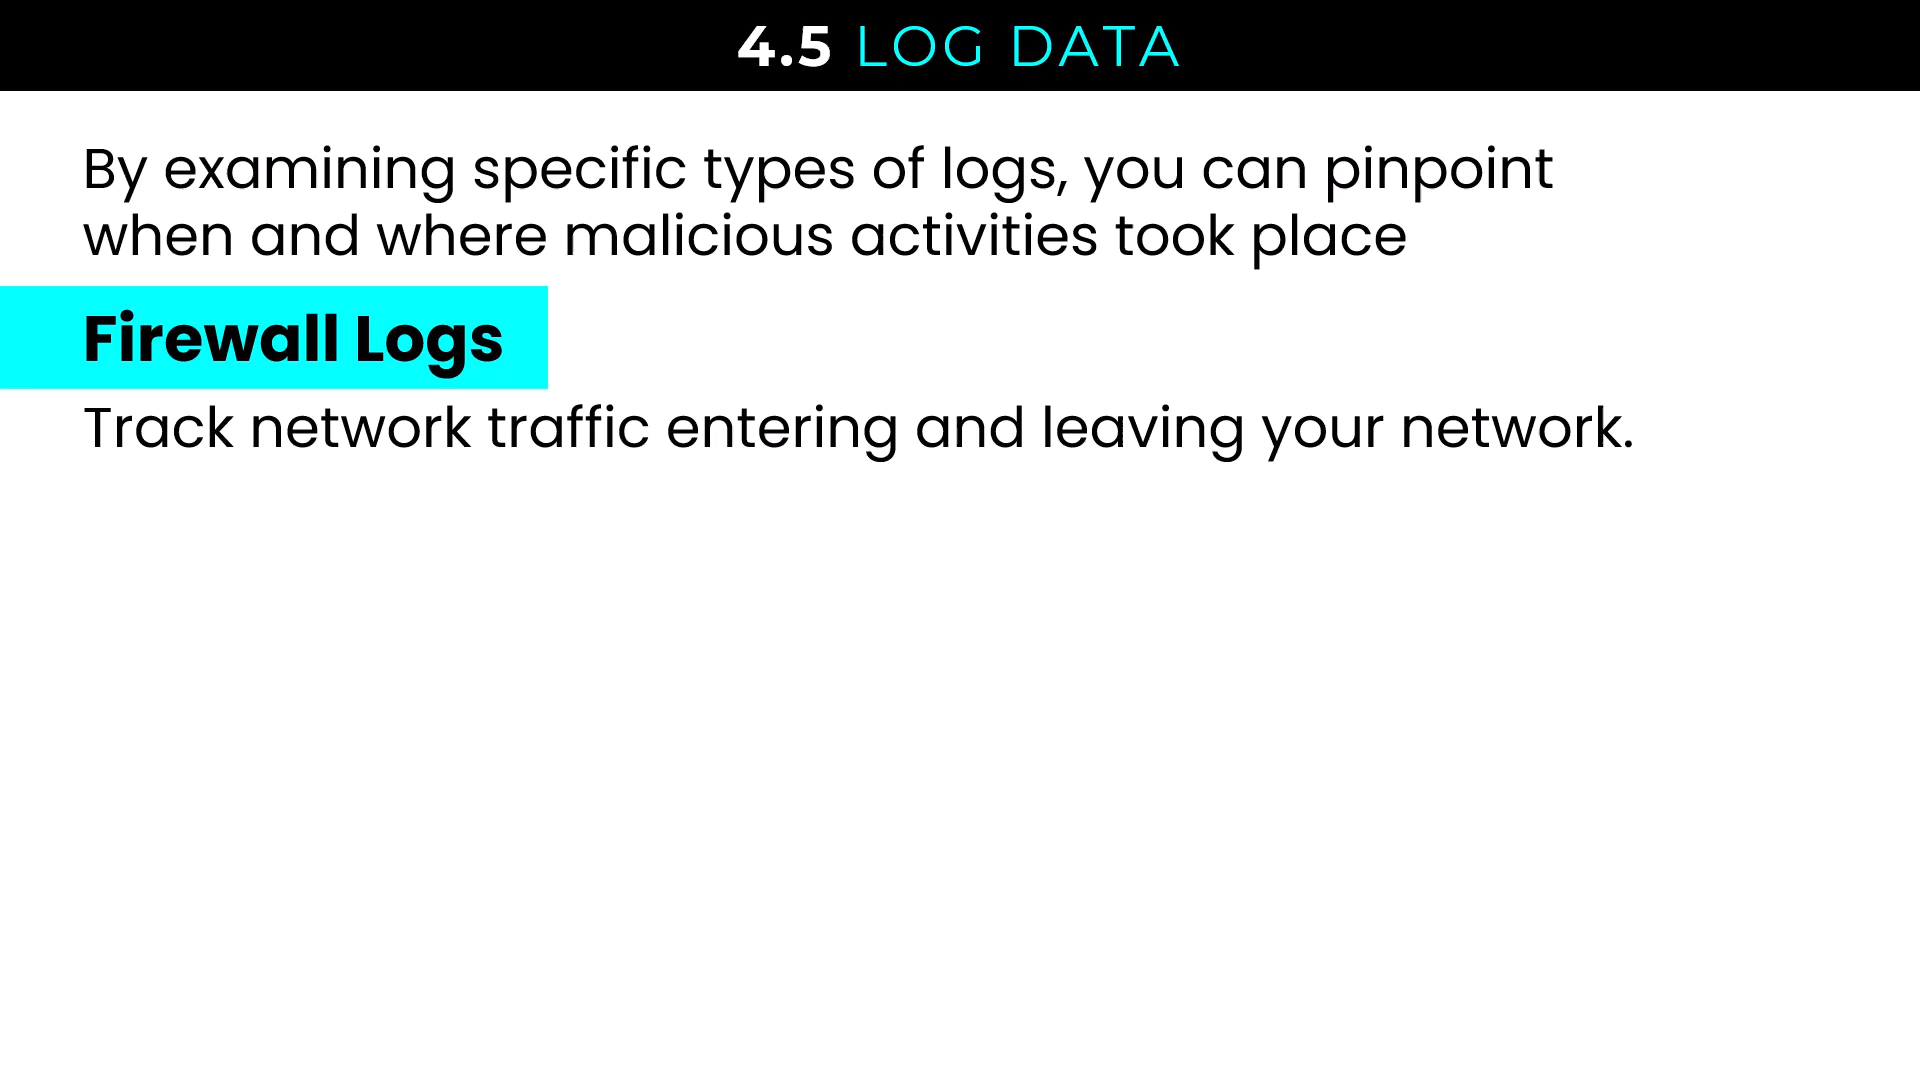 4.5 LOG DATA
By examining specific types of logs, you can pinpoint
when and where malicious activities took place
Firewall Logs
Track network traffic entering and leaving your network.